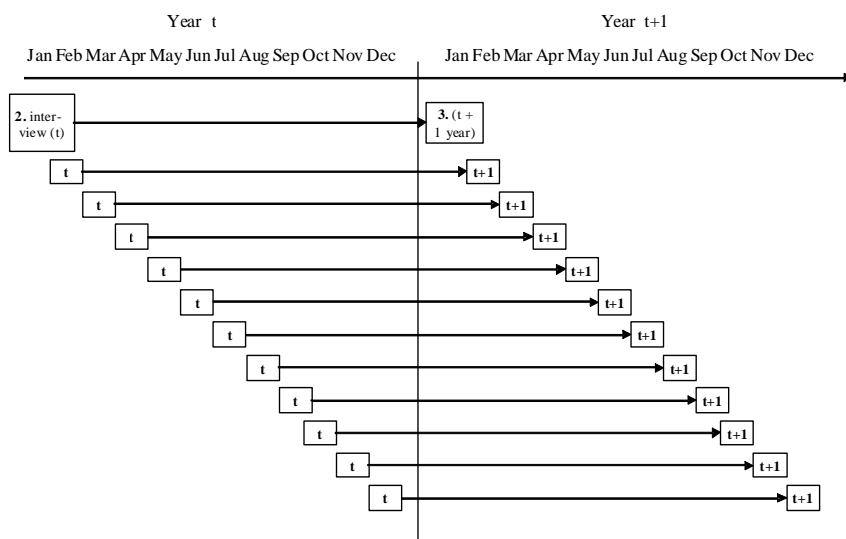 Year t Year t+1
Jan Feb Mar Apr May Jun Jul Aug Sep Oct Nov Dec Jan Feb Mar Apr May Jun Jul Aug Sep Oct Nov Dec
2. inter-
view (t)
3. (t +
1 year)
t t+1
t t+1
t t+1
t t+1
t t+1
t t+1
t t+1
t t+1
t t+1
t t+1
t t+1